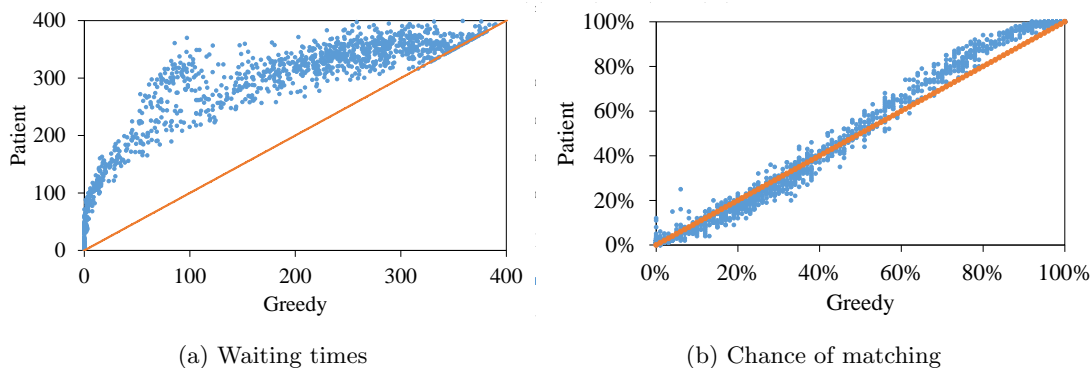 400
300
200
100
0
Patient
0 100 200 300 400
Greedy
(a) Waiting times
100%
80%
60%
40%
20%
0%
Patient
0% 20% 40% 60% 80% 100%
Greedy
(b) Chance of matching